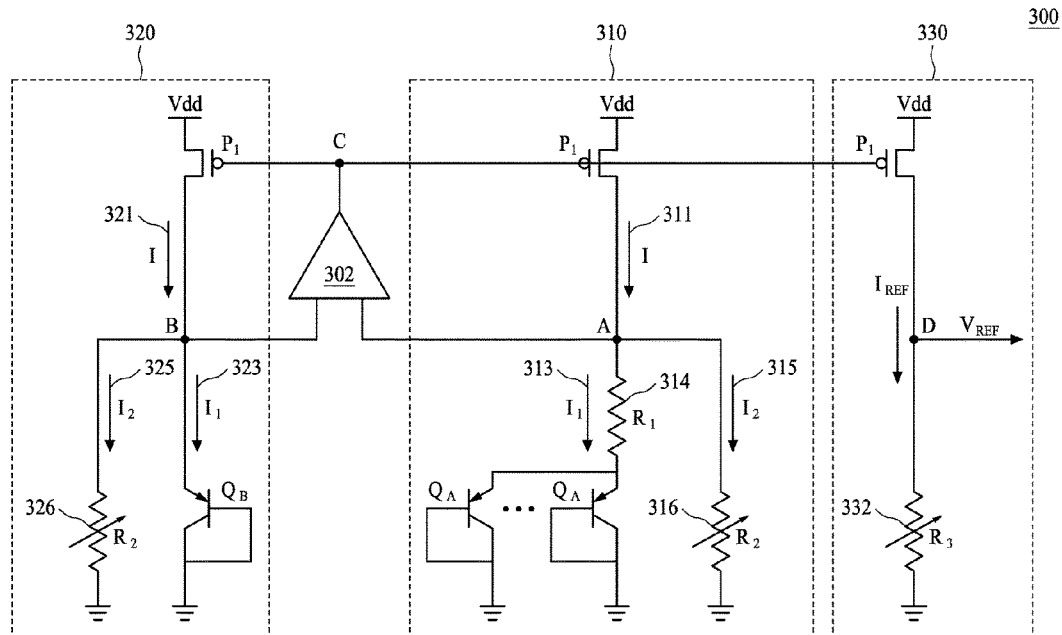 300
320
310
330
Vdd
Vdd
Vdd
P1
C
P1
P1
321
311
I
302
I
IREF
B
A
D
VREF
325
323
313
314
315
I2
I1
I1
R1
I2
QB
QA
QA
326
R2
316
R2
332
R3